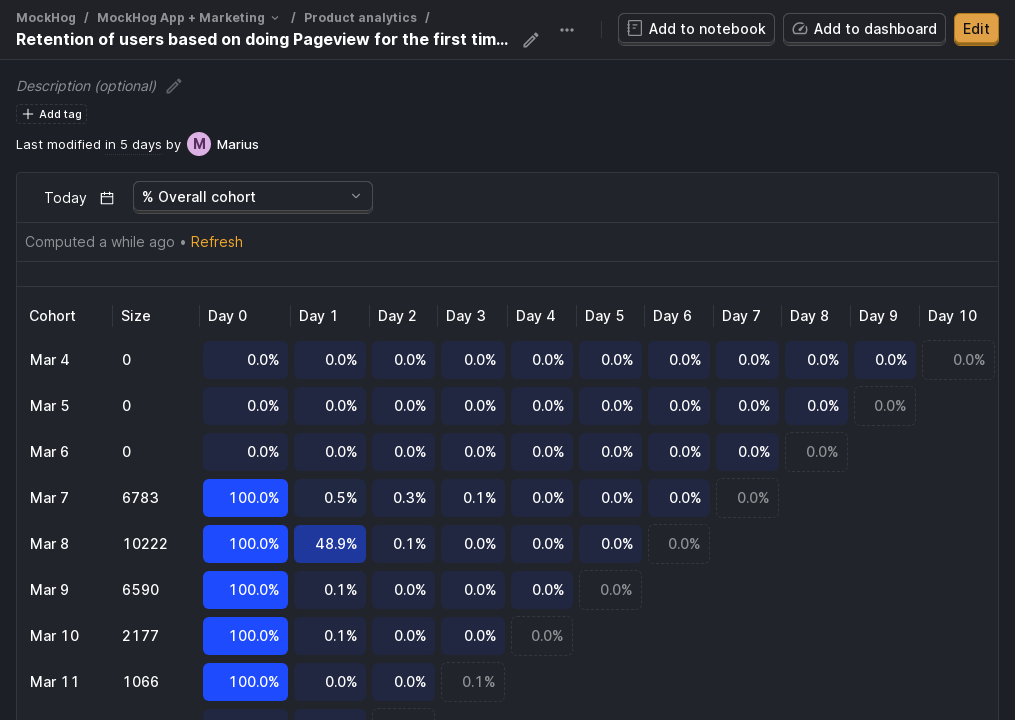 MockHog / MockHog App + Marketing / Product analytics /
Retention of users based on doing Pageview for the first tim...
Add to notebook
Add to dashboard
Edit
Description (optional)
Add tag
Last modified in 5 days by M Marius
Today
% Overall cohort
Computed a while ago • Refresh
Cohort Size Day 0 Day 1 Day 2 Day 3 Day 4 Day 5 Day 6 Day 7 Day 8 Day 9 Day 10
Mar 4 0 0.0% 0.0% 0.0% 0.0% 0.0% 0.0% 0.0% 0.0% 0.0% 0.0% 0.0%
Mar 5 0 0.0% 0.0% 0.0% 0.0% 0.0% 0.0% 0.0% 0.0% 0.0% 0.0%
Mar 6 0 0.0% 0.0% 0.0% 0.0% 0.0% 0.0% 0.0% 0.0% 0.0%
Mar 7 6783 100.0% 0.5% 0.3% 0.1% 0.0% 0.0% 0.0% 0.0%
Mar 8 10222 100.0% 48.9% 0.1% 0.0% 0.0% 0.0% 0.0%
Mar 9 6590 100.0% 0.1% 0.0% 0.0% 0.0% 0.0%
Mar 10 2177 100.0% 0.1% 0.0% 0.0% 0.0%
Mar 11 1066 100.0% 0.0% 0.0% 0.1%